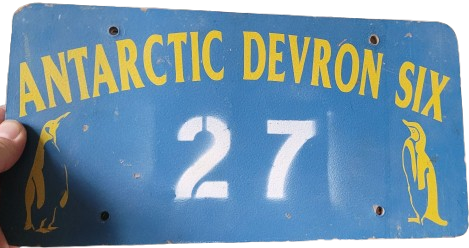 ANTARCTIC DEVRON SIX
27